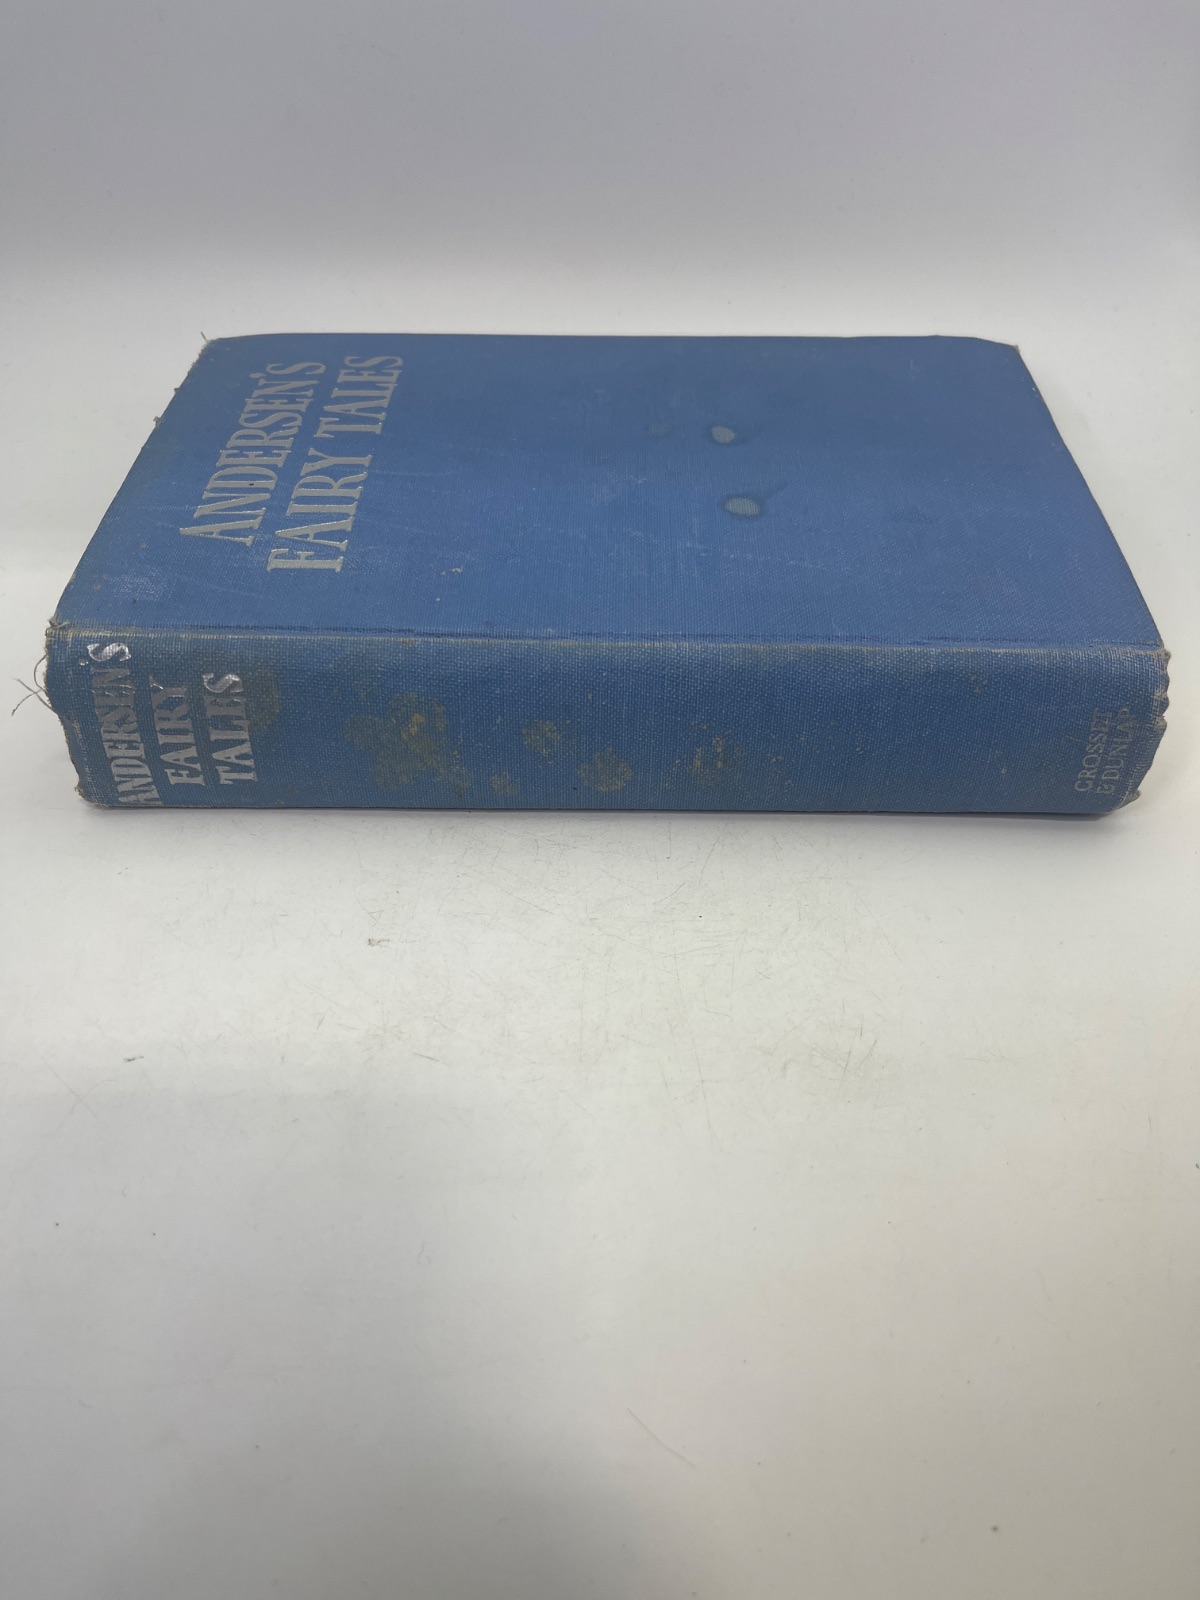 ANDERSEN'S
FAIRY TALES
ANDERSEN'S
FAIRY
TALES
GROSSET
& DUNLAP